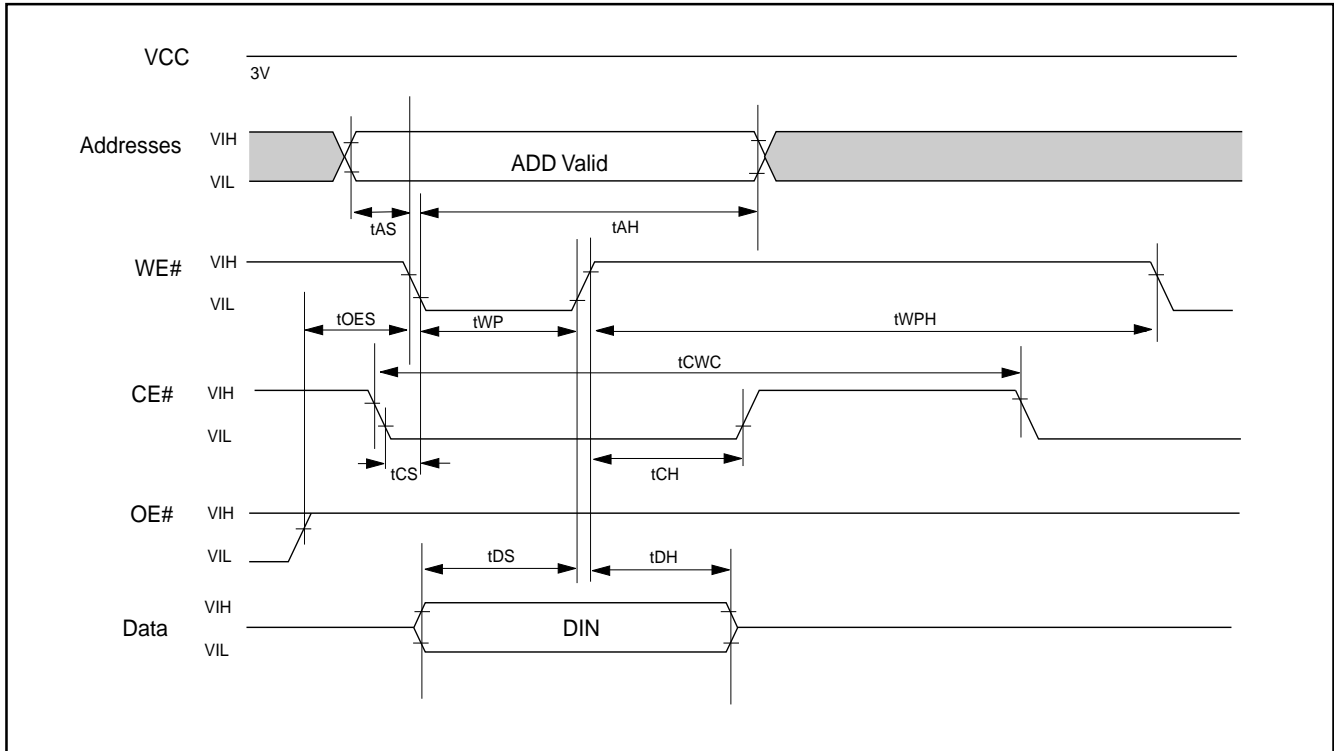 VCC
3V
Addresses
VIH
ADD Valid
VIL
tAS
tAH
WE#
VIH
VIL
tOES
tWP
tWPH
tCWC
CE#
VIH
VIL
tCS
tCH
OE#
VIH
VIL
tDS
tDH
VIH
Data
DIN
VIL